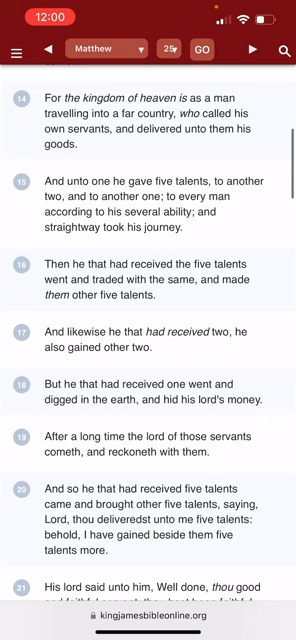 12:00
Matthew
25
GO
14
For the kingdom of heaven is as a man
travelling into a far country, who called his
own servants, and delivered unto them his
goods.
15
And unto one he gave five talents, to another
two, and to another one; to every man
according to his several ability; and
straightway took his journey.
16
Then he that had received the five talents
went and traded with the same, and made
them other five talents.
17
And likewise he that had received two, he
also gained other two.
18
But he that had received one went and
digged in the earth, and hid his lord's money.
19
After a long time the lord of those servants
cometh, and reckoneth with them.
20
And so he that had received five talents
came and brought other five talents, saying,
Lord, thou deliveredst unto me five talents:
behold, I have gained beside them five
talents more.
21
His lord said unto him, Well done, thou good
kingjamesbibleonline.org